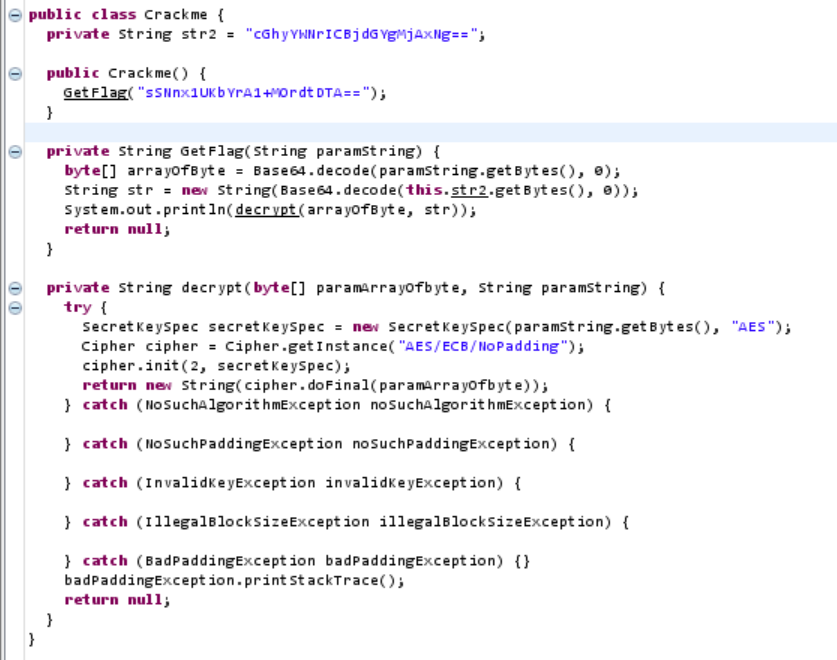 public class Crackme {
private String str2 = "cGhyYWNrICBjdGYgMjAxNg==";
public Crackme() {
GetFlag("sSNnx1UKbYrA1+MOrdtDTA==");
}
private String GetFlag(String paramString) {
byte[] arrayOfByte = Base64.decode(paramString.getBytes(), 0);
String str = new String(Base64.decode(this.str2.getBytes(), 0));
System.out.println(decrypt(arrayOfByte, str));
return null;
}
private String decrypt(byte[] paramArrayOfbyte, String paramString) {
try {
SecretKeySpec secretKeySpec = new SecretKeySpec(paramString.getBytes(), "AES");
Cipher cipher = Cipher.getInstance("AES/ECB/NoPadding");
cipher.init(2, secretKeySpec);
return new String(cipher.doFinal(paramArrayOfbyte));
} catch (NoSuchAlgorithmException noSuchAlgorithmException) {
} catch (NoSuchPaddingException noSuchPaddingException) {
} catch (InvalidKeyException invalidKeyException) {
} catch (IllegalBlockSizeException illegalBlockSizeException) {
} catch (BadPaddingException badPaddingException) {}
badPaddingException.printStackTrace();
return null;
}
}